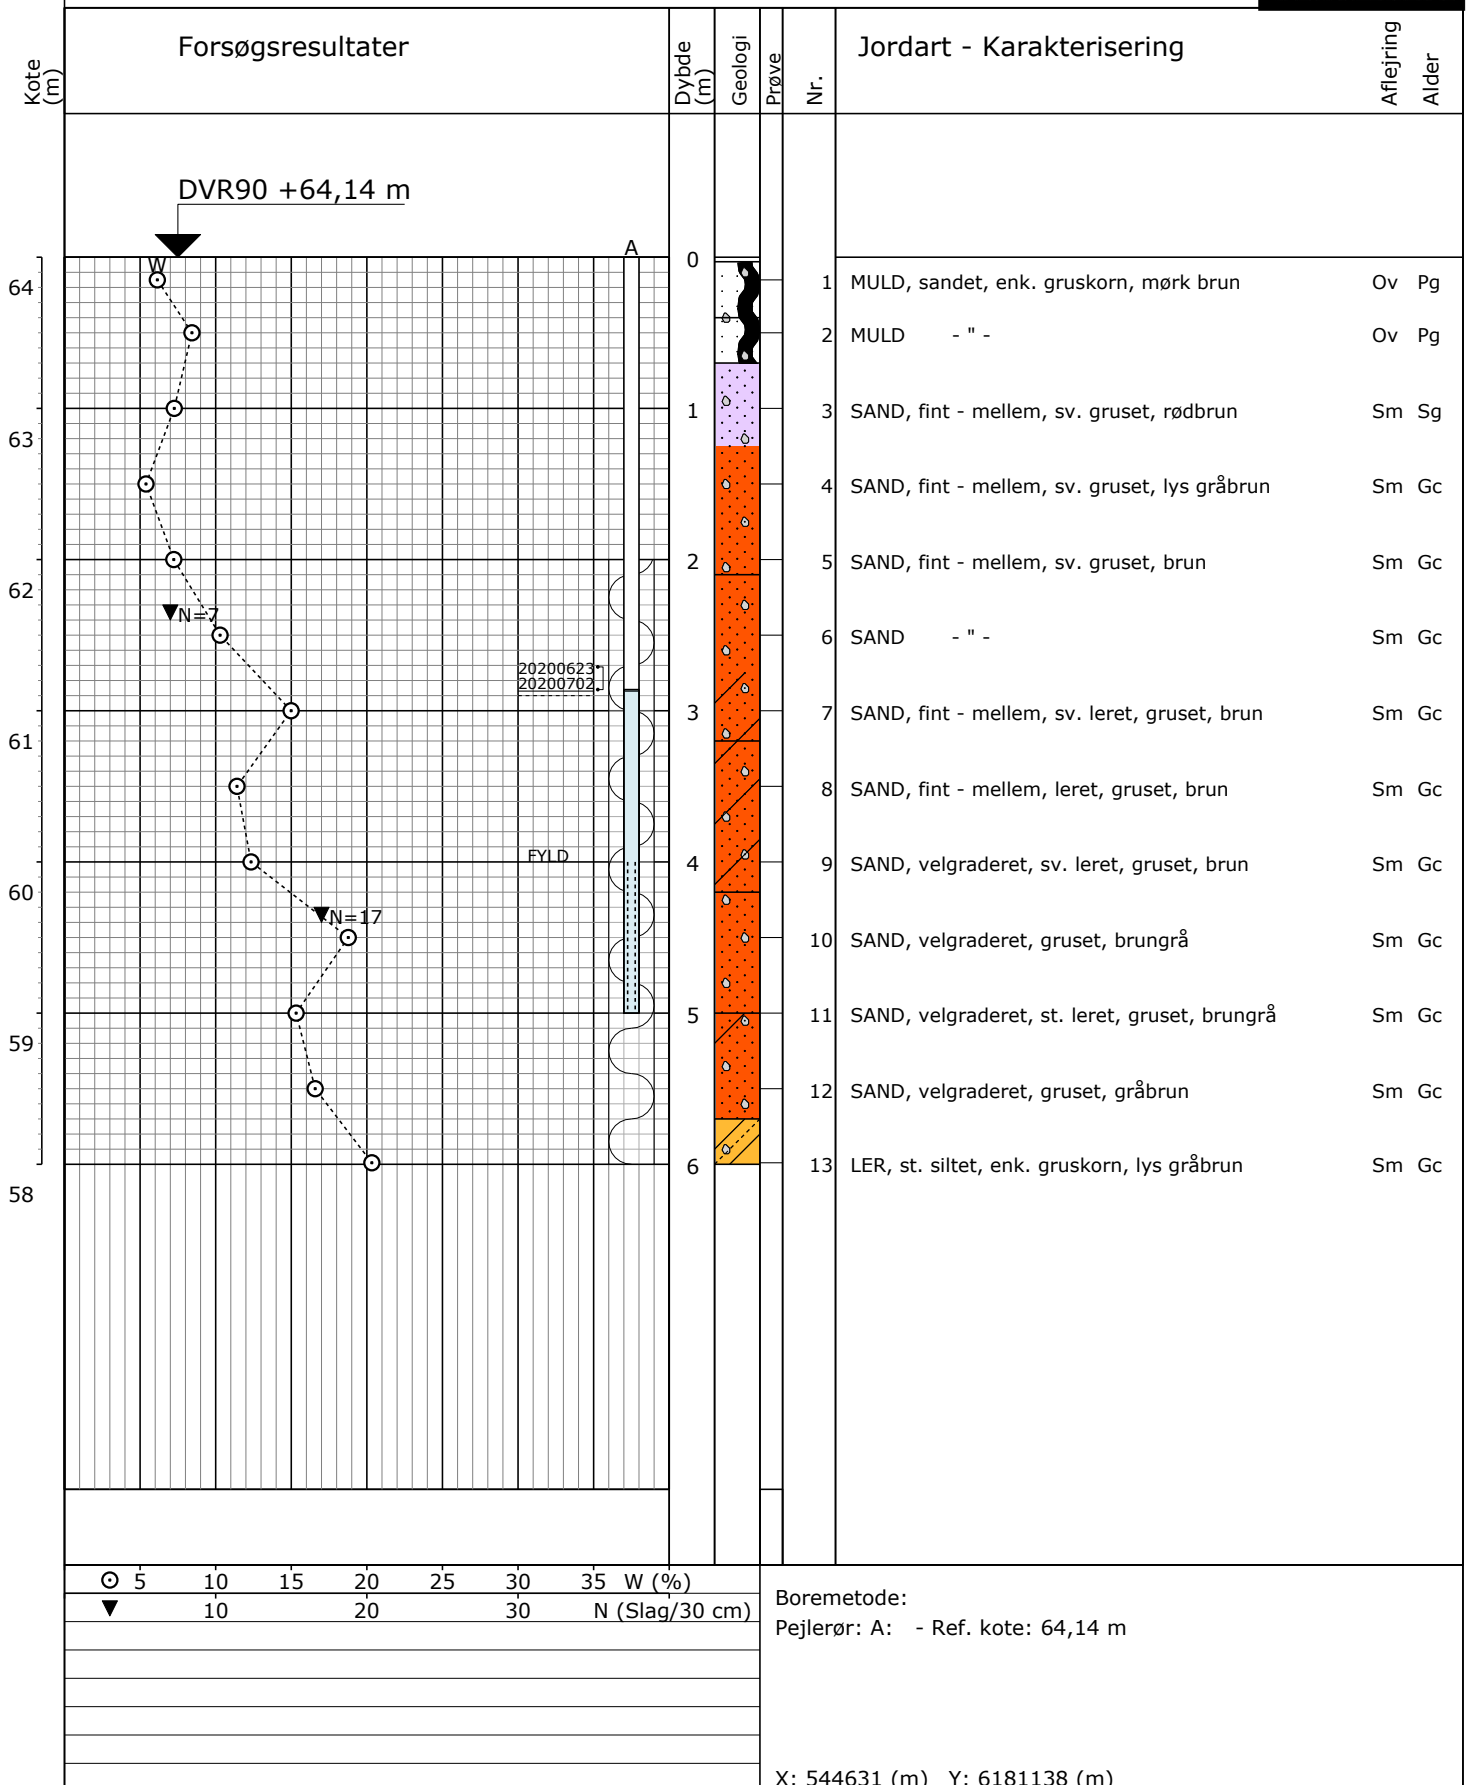 Kote (m)
Forsøgsresultater
Dybde (m)
Geologi
Prøve
Nr.
Jordart - Karakterisering
Aflejring
Alder
DVR90 +64,14 m
A
W
0
64
1 MULD, sandet, enk. gruskorn, mørk brun Ov Pg
2 MULD - " - Ov Pg
1
3 SAND, fint - mellem, sv. gruset, rødbrun Sm Sg
63
4 SAND, fint - mellem, sv. gruset, lys gråbrun Sm Gc
2
5 SAND, fint - mellem, sv. gruset, brun Sm Gc
62
N=7
6 SAND - " - Sm Gc
20200623
20200702
3
7 SAND, fint - mellem, sv. leret, gruset, brun Sm Gc
61
8 SAND, fint - mellem, leret, gruset, brun Sm Gc
FYLD
4
9 SAND, velgraderet, sv. leret, gruset, brun Sm Gc
60
N=17
10 SAND, velgraderet, gruset, brungrå Sm Gc
5
11 SAND, velgraderet, st. leret, gruset, brungrå Sm Gc
59
12 SAND, velgraderet, gruset, gråbrun Sm Gc
6
13 LER, st. siltet, enk. gruskorn, lys gråbrun Sm Gc
58
5 10 15 20 25 30 35 W (%)
10 20 30 N (Slag/30 cm)
Boremetode:
Pejlerør: A: - Ref. kote: 64,14 m
X: 544631 (m) Y: 6181138 (m)